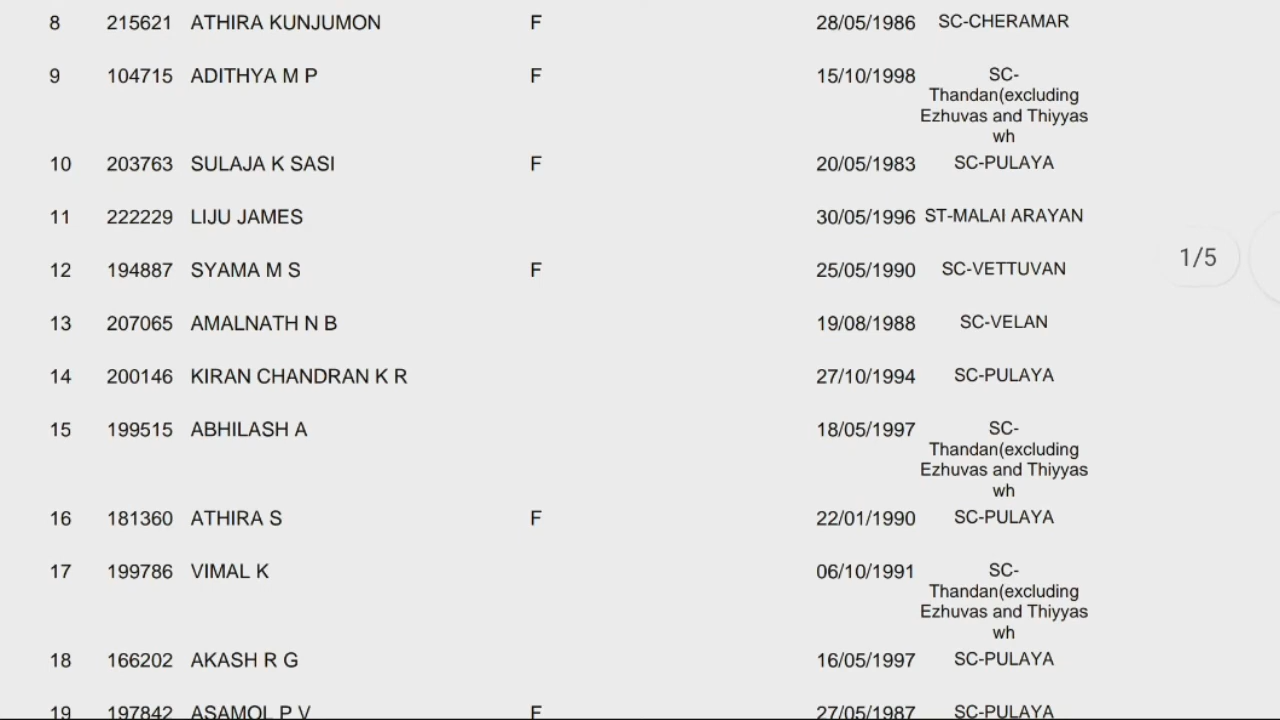 8 215621 ATHIRA KUNJUMON F 28/05/1986 SC-CHERAMAR
9 104715 ADITHYA M P F 15/10/1998 SC-
Thandan(excluding
Ezhuvas and Thiyyas
wh
10 203763 SULAJA K SASI F 20/05/1983 SC-PULAYA
11 222229 LIJU JAMES 30/05/1996 ST-MALAI ARAYAN
1/5
12 194887 SYAMA M S F 25/05/1990 SC-VETTUVAN
13 207065 AMALNATH N B 19/08/1988 SC-VELAN
14 200146 KIRAN CHANDRAN K R 27/10/1994 SC-PULAYA
15 199515 ABHILASH A 18/05/1997 SC-
Thandan(excluding
Ezhuvas and Thiyyas
wh
16 181360 ATHIRA S F 22/01/1990 SC-PULAYA
17 199786 VIMAL K 06/10/1991 SC-
Thandan(excluding
Ezhuvas and Thiyyas
wh
18 166202 AKASH R G 16/05/1997 SC-PULAYA
19 197842 ASAMOL P V F 27/05/1987 SC-PULAYA